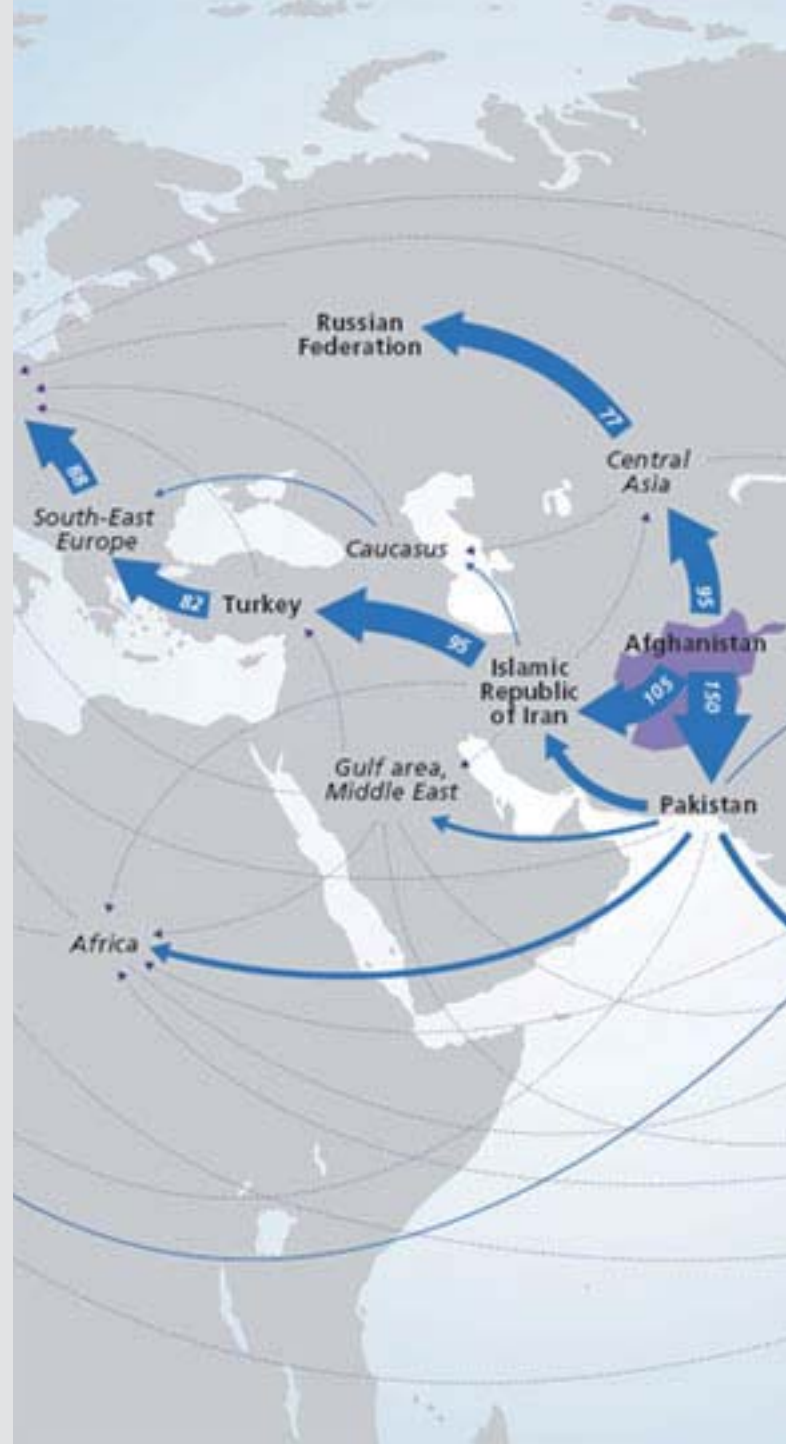 Russian
Federation
77
Central
Asia
88
South-East
Europe
Caucasus
82
Turkey
95
95
Afghanistan
Islamic
Republic
of Iran
105
150
Gulf area,
Middle East
Pakistan
Africa